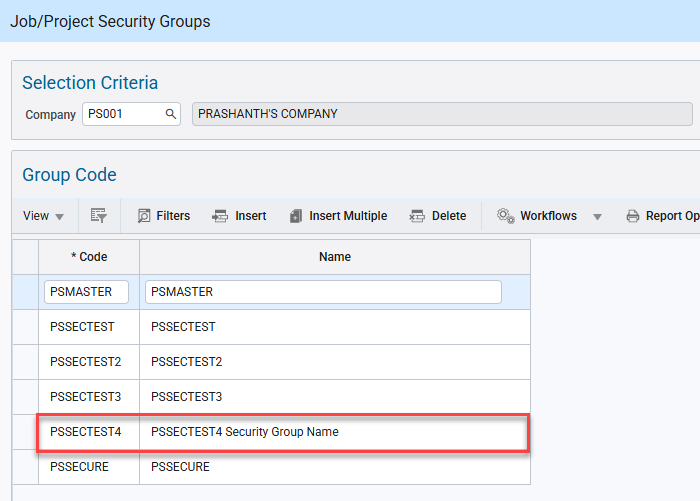 Job/Project Security Groups
Selection Criteria
Company PS001 PRASHANTH'S COMPANY
Group Code
View Filters Insert Insert Multiple Delete Workflows Report Op
* Code Name
PSMASTER PSMASTER
PSSECTEST PSSECTEST
PSSECTEST2 PSSECTEST2
PSSECTEST3 PSSECTEST3
PSSECTEST4 PSSECTEST4 Security Group Name
PSSECURE PSSECURE